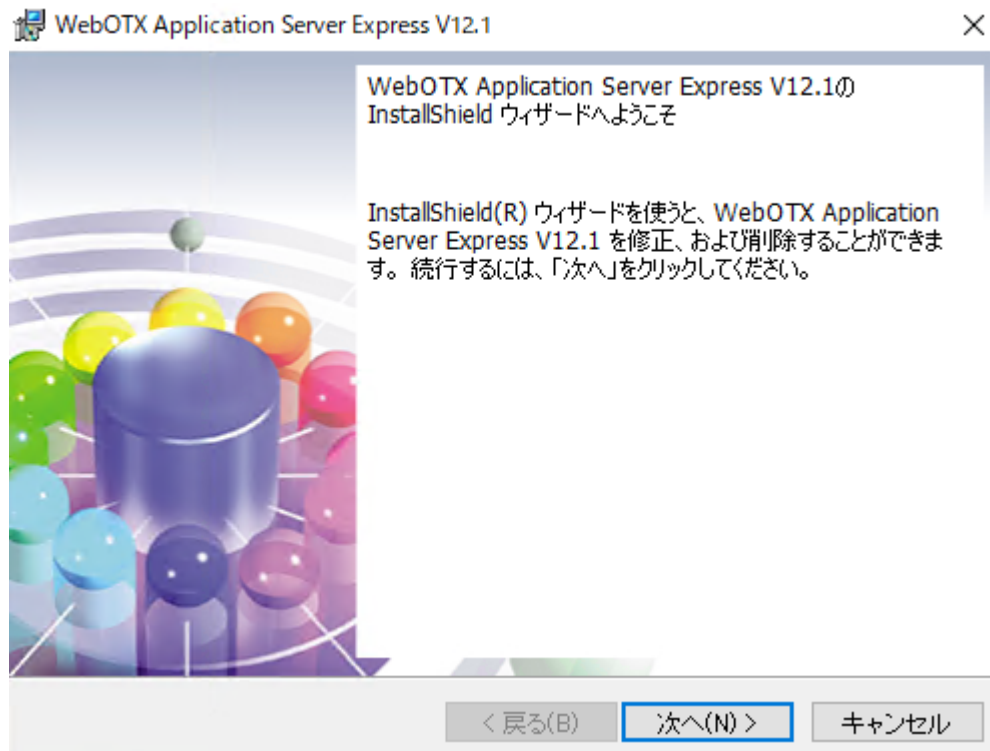 WebOTX Application Server Express V12.1
WebOTX Application Server Express V12.1の
InstallShield ウィザードへようこそ
InstallShield(R) ウィザードを使うと、WebOTX Application
Server Express V12.1 を修正、および削除することができま
す。 続行するには、「次へ」をクリックしてください。
< 戻る(B)
次へ(N) >
キャンセル